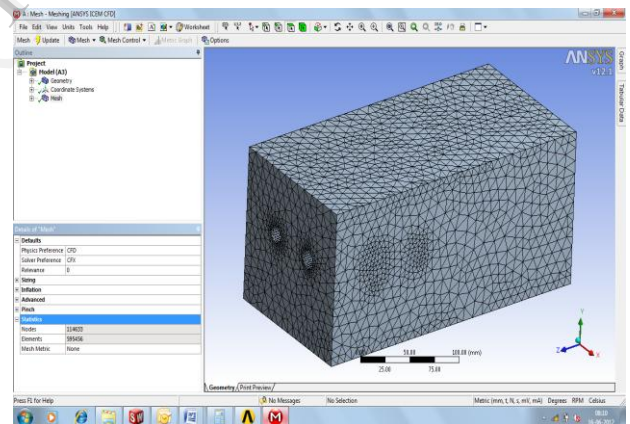 A : Mesh - Meshing [ANSYS ICEM CFD]
File Edit View Units Tools Help Worksheet
Mesh Update Mesh Mesh Control Metric Graph Options
Outline
Project
Model (A3)
Geometry
Coordinate Systems
Mesh
ANSYS
v12.1
Graph
Tabular Data
Details of "Mesh"
Defaults
Physics Preference CFD
Solver Preference CFX
Relevance 0
Sizing
Inflation
Advanced
Pinch
Statistics
Nodes
Elements
Mesh Metric None
50.00 100.00 (mm)
25.00 75.00
Y
Z X
Geometry Print Preview
Press F1 for Help No Messages No Selection Metric (mm, t, N, s, mV, mA) Degrees RPM Celsius